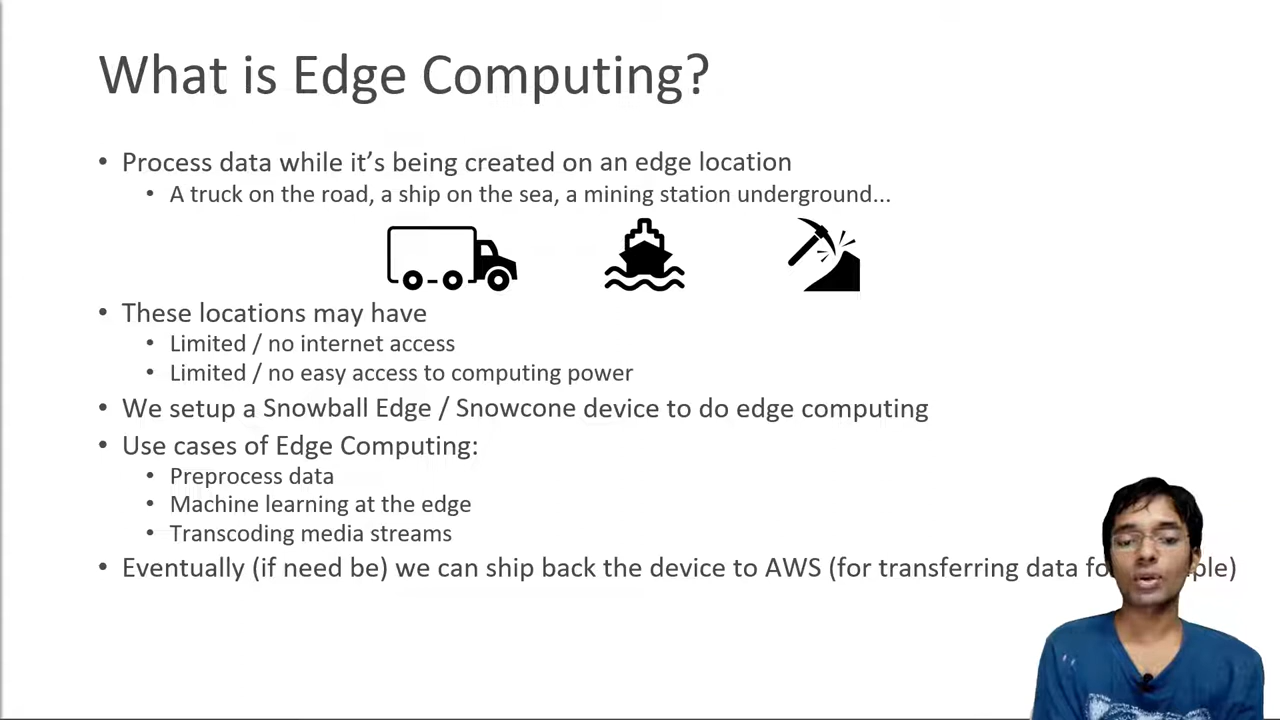 What is Edge Computing?
• Process data while it’s being created on an edge location
• A truck on the road, a ship on the sea, a mining station underground...
• These locations may have
• Limited / no internet access
• Limited / no easy access to computing power
• We setup a Snowball Edge / Snowcone device to do edge computing
• Use cases of Edge Computing:
• Preprocess data
• Machine learning at the edge
• Transcoding media streams
• Eventually (if need be) we can ship back the device to AWS (for transferring data